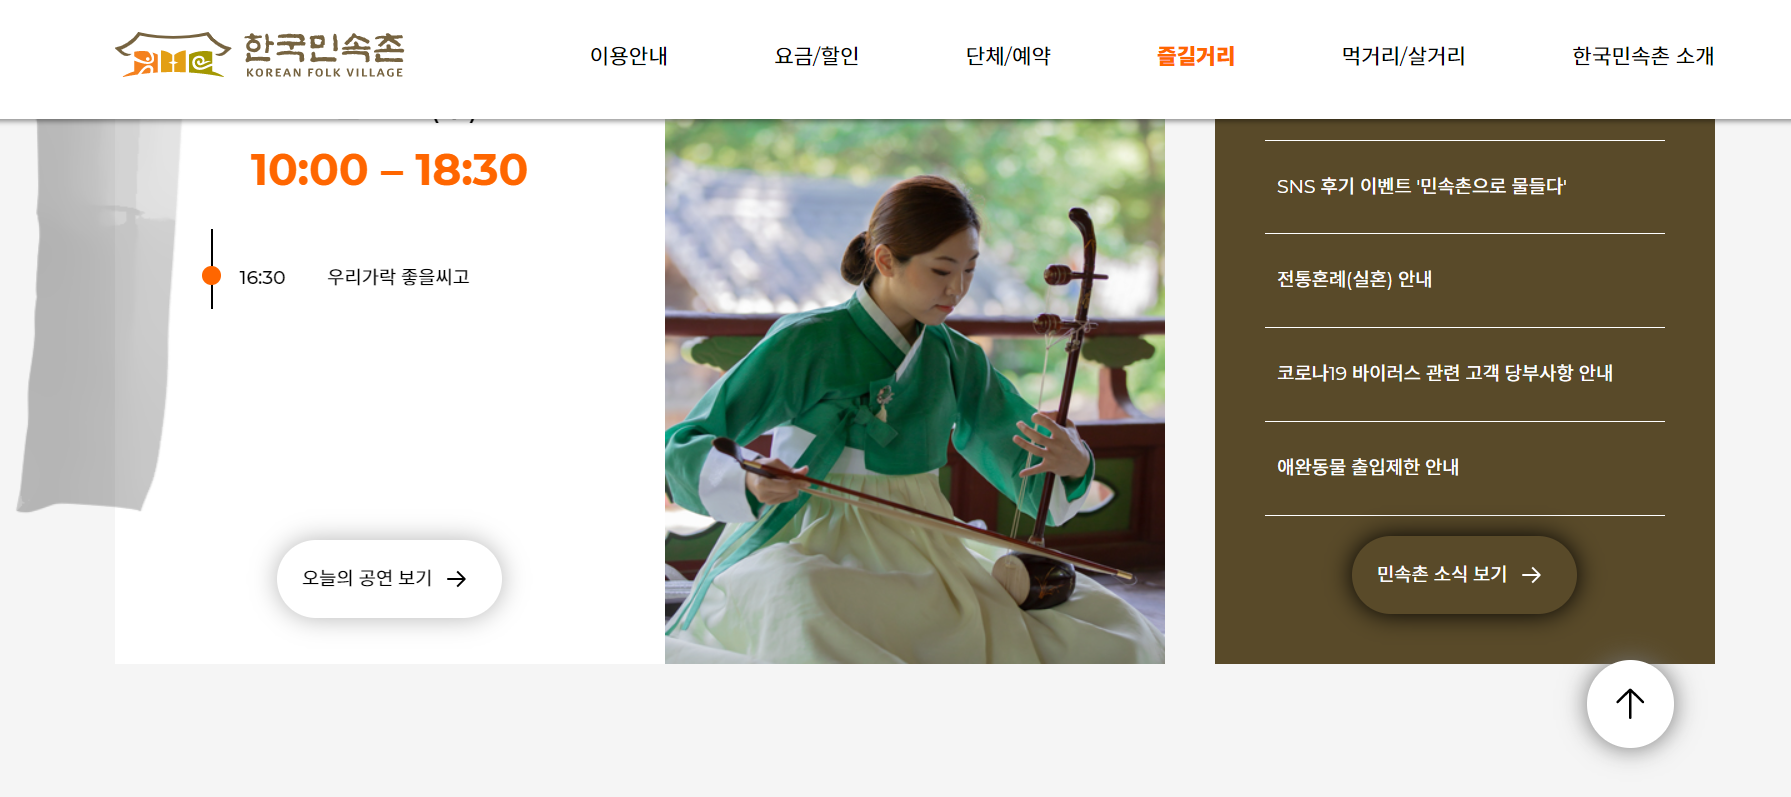 한국민속촌
KOREAN FOLK VILLAGE
이용안내
요금/할인
단체/예약
즐길거리
먹거리/살거리
한국민속촌 소개
10:00 – 18:30
16:30 우리가락 좋을씨고
오늘의 공연 보기
SNS 후기 이벤트 '민속촌으로 물들다'
전통혼례(실혼) 안내
코로나19 바이러스 관련 고객 당부사항 안내
애완동물 출입제한 안내
민속촌 소식 보기